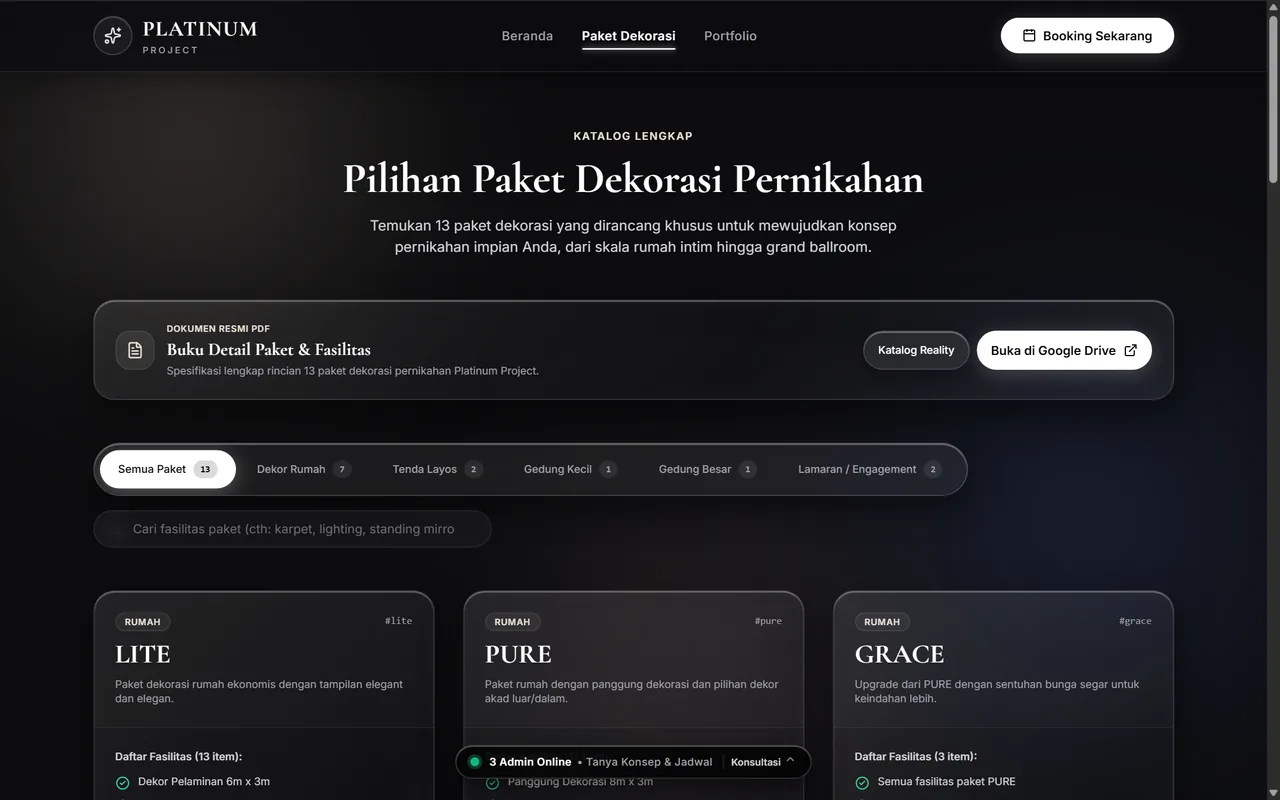 PLATINUM
PROJECT
Beranda
Paket Dekorasi
Portfolio
Booking Sekarang
KATALOG LENGKAP
Pilihan Paket Dekorasi Pernikahan
Temukan 13 paket dekorasi yang dirancang khusus untuk mewujudkan konsep
pernikahan impian Anda, dari skala rumah intim hingga grand ballroom.
DOKUMEN RESMI PDF
Buku Detail Paket & Fasilitas
Spesifikasi lengkap rincian 13 paket dekorasi pernikahan Platinum Project.
Katalog Reality
Buka di Google Drive
Semua Paket 13
Dekor Rumah 7
Tenda Layos 2
Gedung Kecil 1
Gedung Besar 1
Lamaran / Engagement 2
Cari fasilitas paket (cth: karpet, lighting, standing mirro
RUMAH
#lite
LITE
Paket dekorasi rumah ekonomis dengan tampilan elegant
dan elegan.
Daftar Fasilitas (13 item):
Dekor Pelaminan 6m x 3m
RUMAH
#pure
PURE
Paket rumah dengan panggung dekorasi dan pilihan dekor
akad luar/dalam.
Panggung Dekorasi 8m x 3m
RUMAH
#grace
GRACE
Upgrade dari PURE dengan sentuhan bunga segar untuk
keindahan lebih.
Daftar Fasilitas (3 item):
Semua fasilitas paket PURE
3 Admin Online • Tanya Konsep & Jadwal
Konsultasi